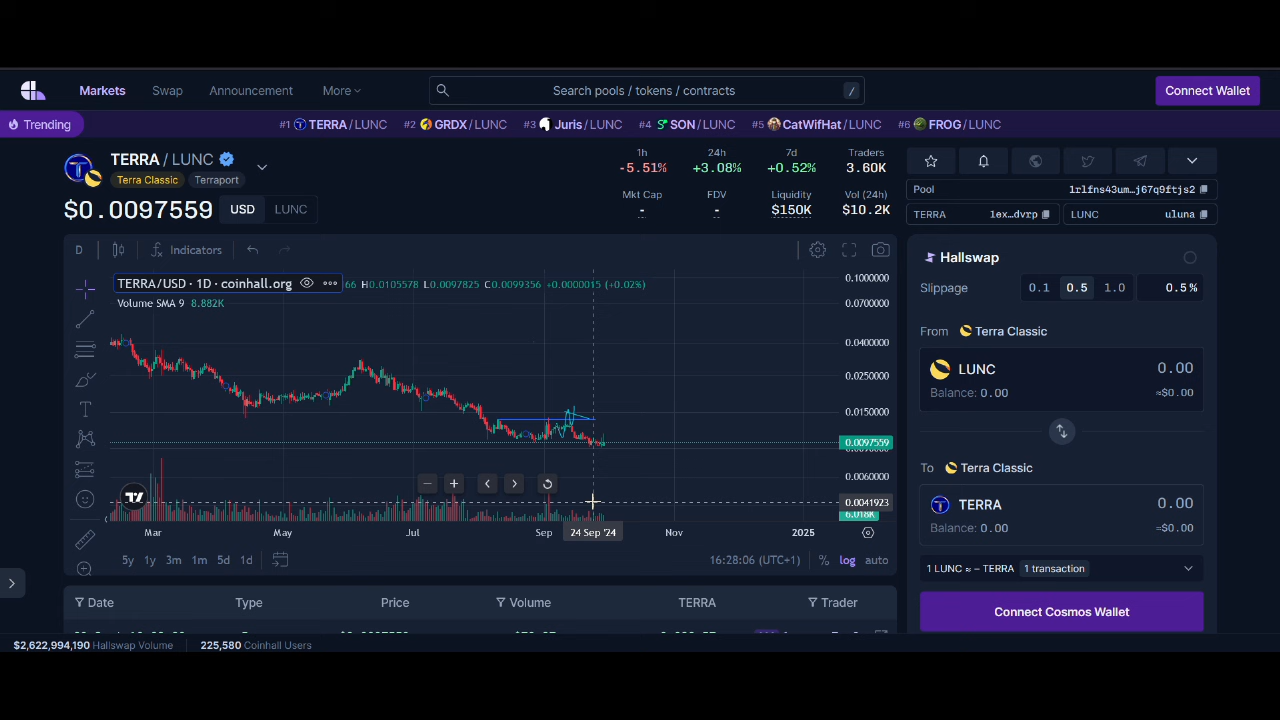 Markets Swap Announcement More Search pools / tokens / contracts / Connect Wallet
Trending #1 TERRA/LUNC #2 GRDX/LUNC #3 Juris/LUNC #4 SON/LUNC #5 CatWifHat/LUNC #6 FROG/LUNC
TERRA / LUNC
Terra Classic Terraport
$0.0097559 USD LUNC
1h 24h 7d Traders
-5.51% +3.08% +0.52% 3.60K
Mkt Cap FDV Liquidity Vol (24h)
- - $150K $10.2K
Pool 1rlfns43um…j67q9ftjs2
TERRA 1ex…dvrp LUNC uluna
D Indicators
TERRA/USD · 1D · coinhall.org 66 H0.0105578 L0.0097825 C0.0099356 +0.0000015 (+0.02%)
Volume SMA 9 8.882K
0.1000000
0.0700000
0.0400000
0.0250000
0.0150000
0.0097559
0.0060000
0.0041923
6.018K
Mar May Jul Sep 24 Sep '24 Nov 2025
5y 1y 3m 1m 5d 1d 16:28:06 (UTC+1) % log auto
Date Type Price Volume TERRA Trader
Hallswap
Slippage 0.1 0.5 1.0 0.5 %
From Terra Classic
LUNC 0.00
Balance: 0.00 ≈$0.00
To Terra Classic
TERRA 0.00
Balance: 0.00 ≈$0.00
1 LUNC ≈ – TERRA 1 transaction
Connect Cosmos Wallet
$2,622,994,190 Hallswap Volume 225,580 Coinhall Users